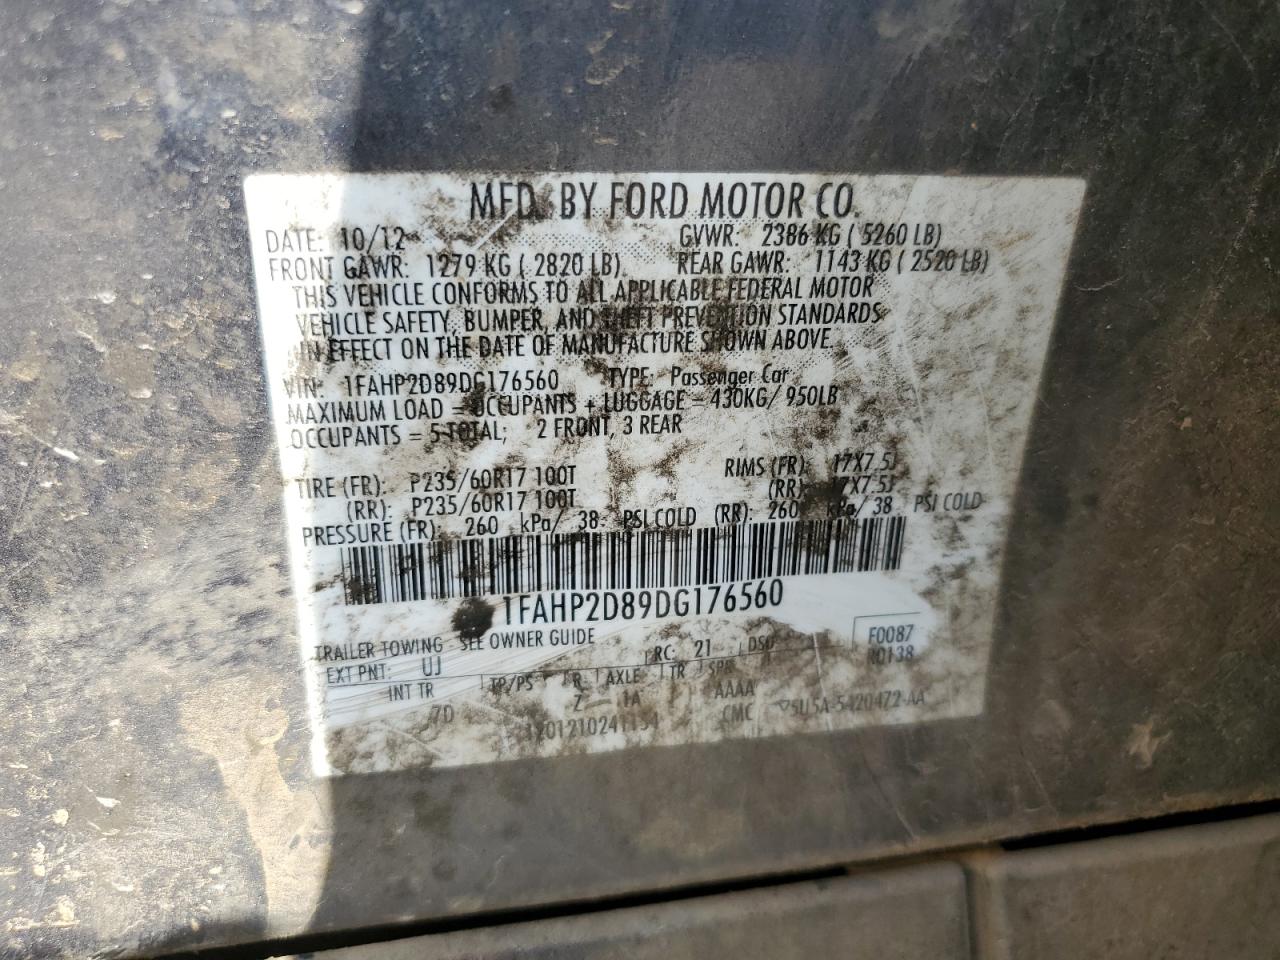 MFD. BY FORD MOTOR CO.
DATE: 10/12 GVWR: 2386 KG ( 5260 LB)
FRONT GAWR: 1279 KG ( 2820 LB) REAR GAWR: 1143 KG ( 2520 LB)
THIS VEHICLE CONFORMS TO ALL APPLICABLE FEDERAL MOTOR
VEHICLE SAFETY, BUMPER, AND THEFT PREVENTION STANDARDS
IN EFFECT ON THE DATE OF MANUFACTURE SHOWN ABOVE.
VIN: 1FAHP2D89DG176560 TYPE: Passenger Car
MAXIMUM LOAD = OCCUPANTS + LUGGAGE = 430KG/ 950LB
OCCUPANTS = 5 TOTAL; 2 FRONT, 3 REAR
TIRE (FR): P235/60R17 100T RIMS (FR): 17X7.5J
(RR): P235/60R17 100T (RR): 17X7.5J
PRESSURE (FR): 260 kPa/ 38 PSI COLD (RR): 260 kPa/ 38 PSI COLD
1FAHP2D89DG176560
TRAILER TOWING - SEE OWNER GUIDE
F0087
EXT PNT: UJ RC: 21 DSO
R0138
INT TR TP/PS R AXLE TR SPR
7D Z 1A AAAA
CMC